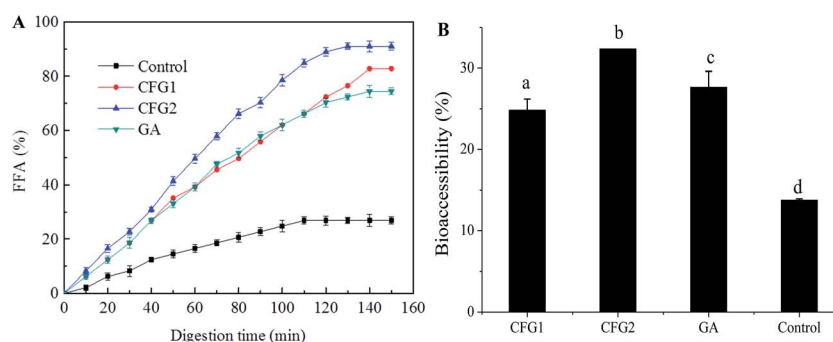 A
100
80
60
40
20
0
FFA (%)
Control
CFG1
CFG2
GA
0 20 40 60 80 100 120 140 160
Digestion time (min)
B
30
20
10
0
Bioaccessibility (%)
a
b
c
d
CFG1 CFG2 GA Control